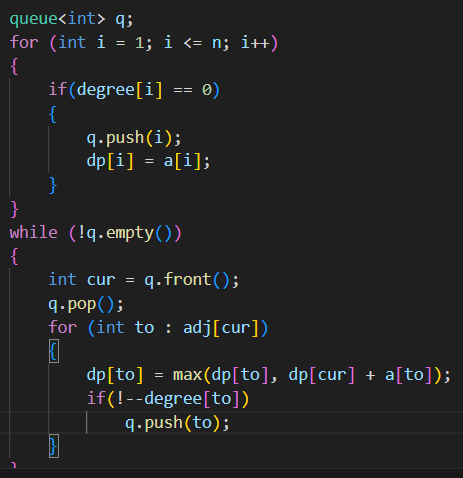 queue<int> q;
for (int i = 1; i <= n; i++)
{
    if(degree[i] == 0)
    {
        q.push(i);
        dp[i] = a[i];
    }
}
while (!q.empty())
{
    int cur = q.front();
    q.pop();
    for (int to : adj[cur])
    {
        dp[to] = max(dp[to], dp[cur] + a[to]);
        if(!--degree[to])
            q.push(to);
    }
}